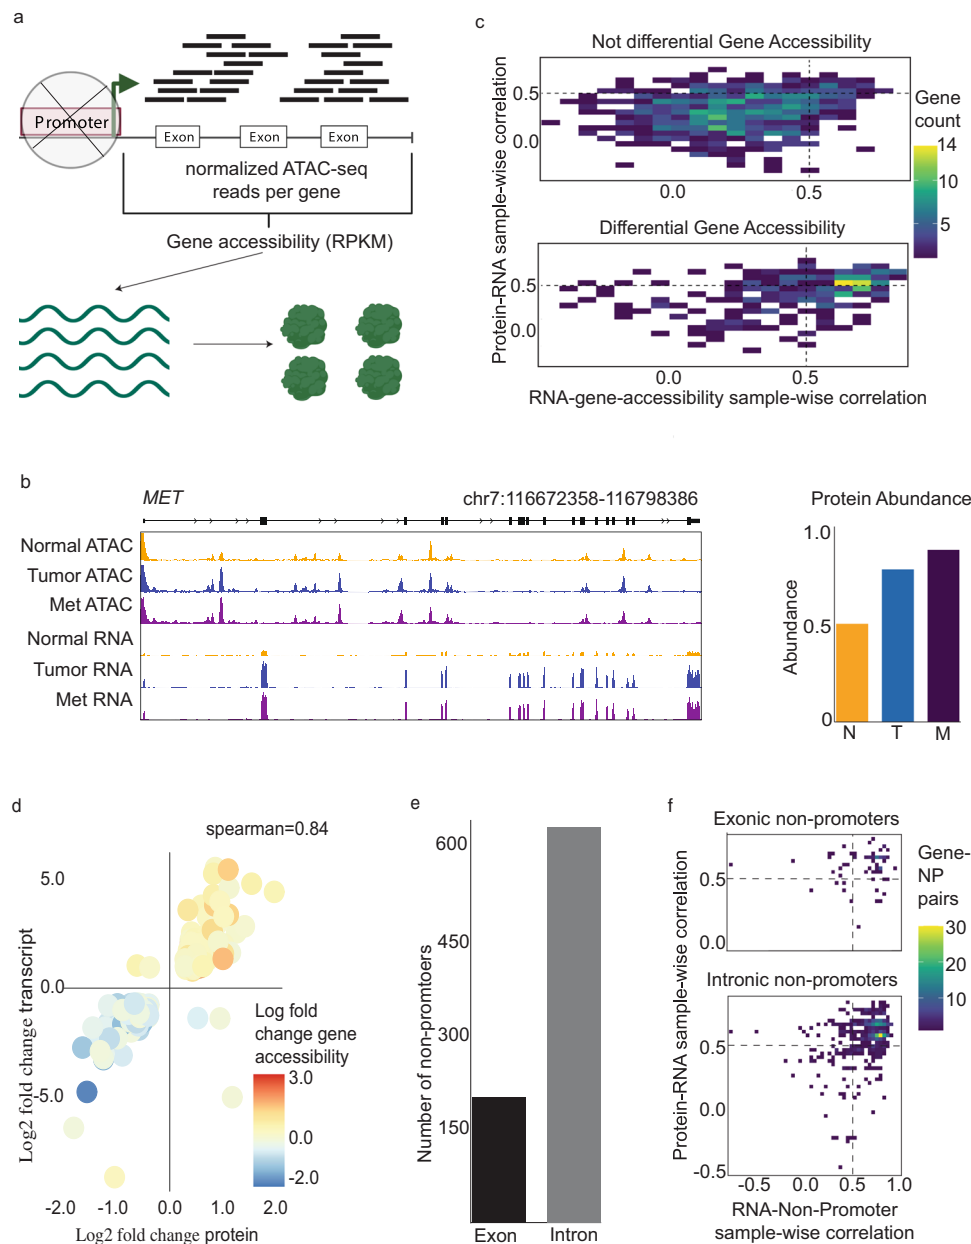 a
Promoter
Exon
Exon
Exon
normalized ATAC-seq
reads per gene
Gene accessibility (RPKM)
c
Not differential Gene Accessibility
0.5
0.0
0.0
0.5
Gene
count
14
10
5
Differential Gene Accessibility
0.5
0.0
0.0
0.5
Protein-RNA sample-wise correlation
RNA-gene-accessibility sample-wise correlation
b
MET
chr7:116672358-116798386
Normal ATAC
Tumor ATAC
Met ATAC
Normal RNA
Tumor RNA
Met RNA
Protein Abundance
1.0
0.5
0
Abundance
N
T
M
d
spearman=0.84
5.0
0.0
-5.0
Log2 fold change transcript
Log fold
change gene
accessibility
3.0
0.0
-2.0
-2.0
-1.0
0.0
1.0
2.0
Log2 fold change protein
e
600
450
300
150
Number of non-promtoers
Exon
Intron
f
Exonic non-promoters
0.5
0.0
Gene-
NP
pairs
30
20
10
Intronic non-promoters
0.5
0.0
-0.5
Protein-RNA sample-wise correlation
-0.5
0.0
0.5
1.0
RNA-Non-Promoter
sample-wise correlation